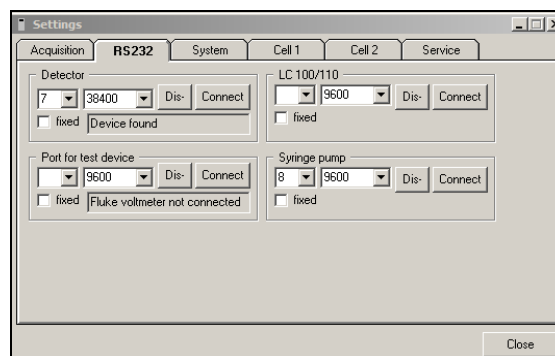 Settings
Acquisition RS232 System Cell 1 Cell 2 Service
Detector
7 38400 Dis- Connect
fixed Device found
LC 100/110
9600 Dis- Connect
fixed
Port for test device
9600 Dis- Connect
fixed Fluke voltmeter not connected
Syringe pump
8 9600 Dis- Connect
fixed
Close